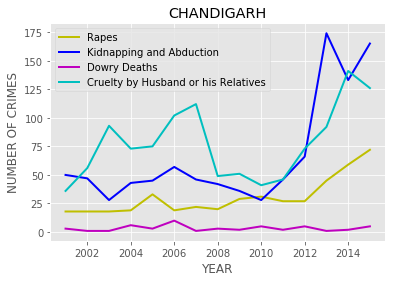 CHANDIGARH
Rapes
Kidnapping and Abduction
Dowry Deaths
Cruelty by Husband or his Relatives
NUMBER OF CRIMES
175
150
125
100
75
50
25
0
2002 2004 2006 2008 2010 2012 2014
YEAR